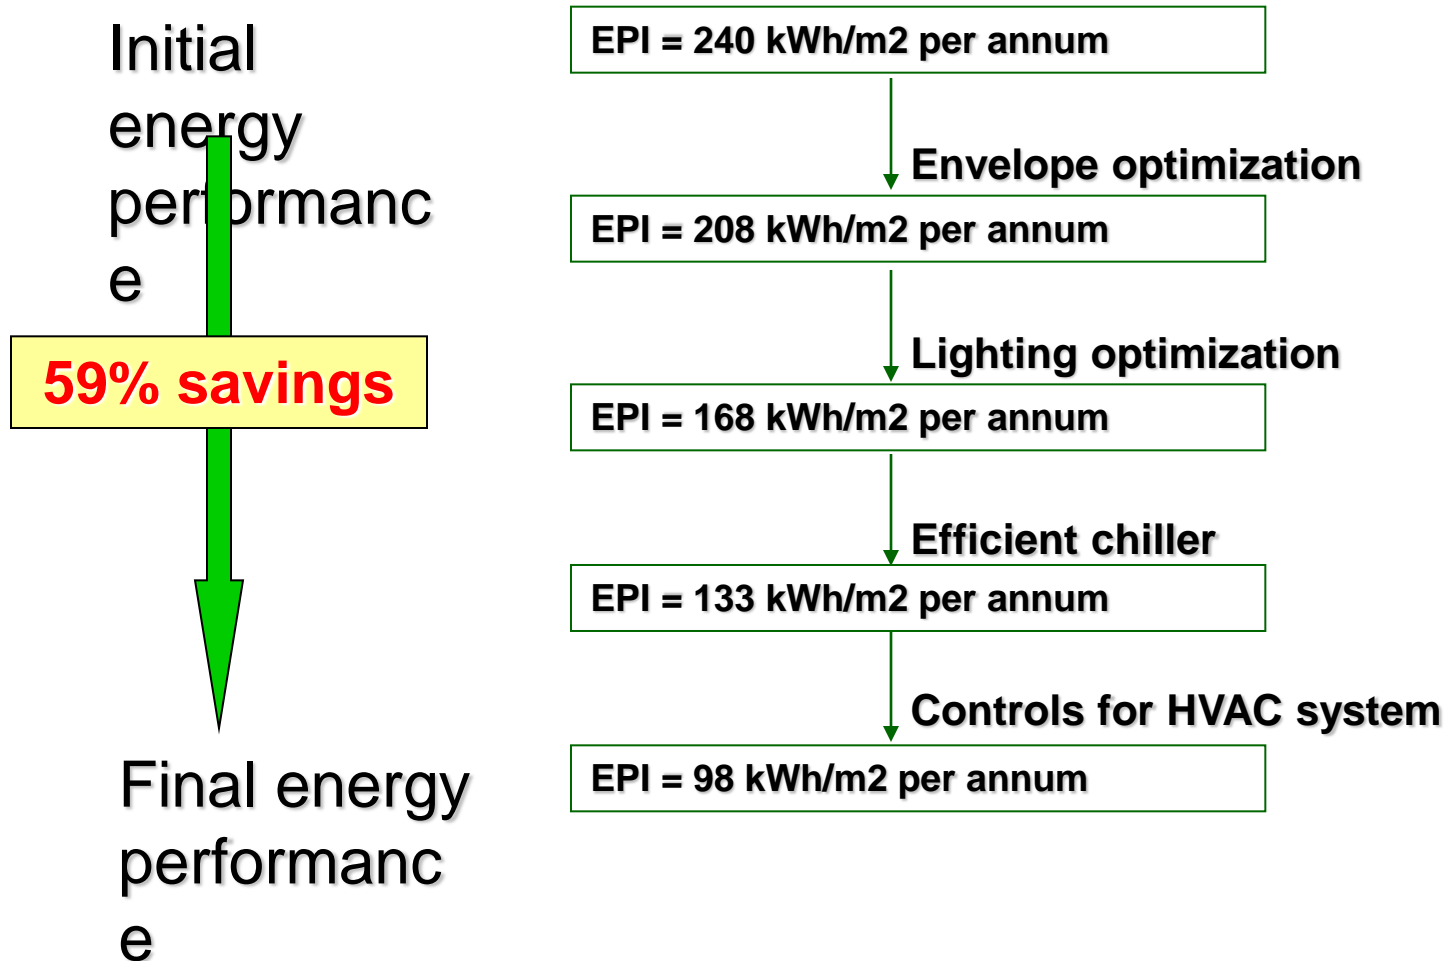 Initial
energy
performanc
e
59% savings
Final energy
performanc
e
EPI = 240 kWh/m2 per annum
Envelope optimization
EPI = 208 kWh/m2 per annum
Lighting optimization
EPI = 168 kWh/m2 per annum
Efficient chiller
EPI = 133 kWh/m2 per annum
Controls for HVAC system
EPI = 98 kWh/m2 per annum